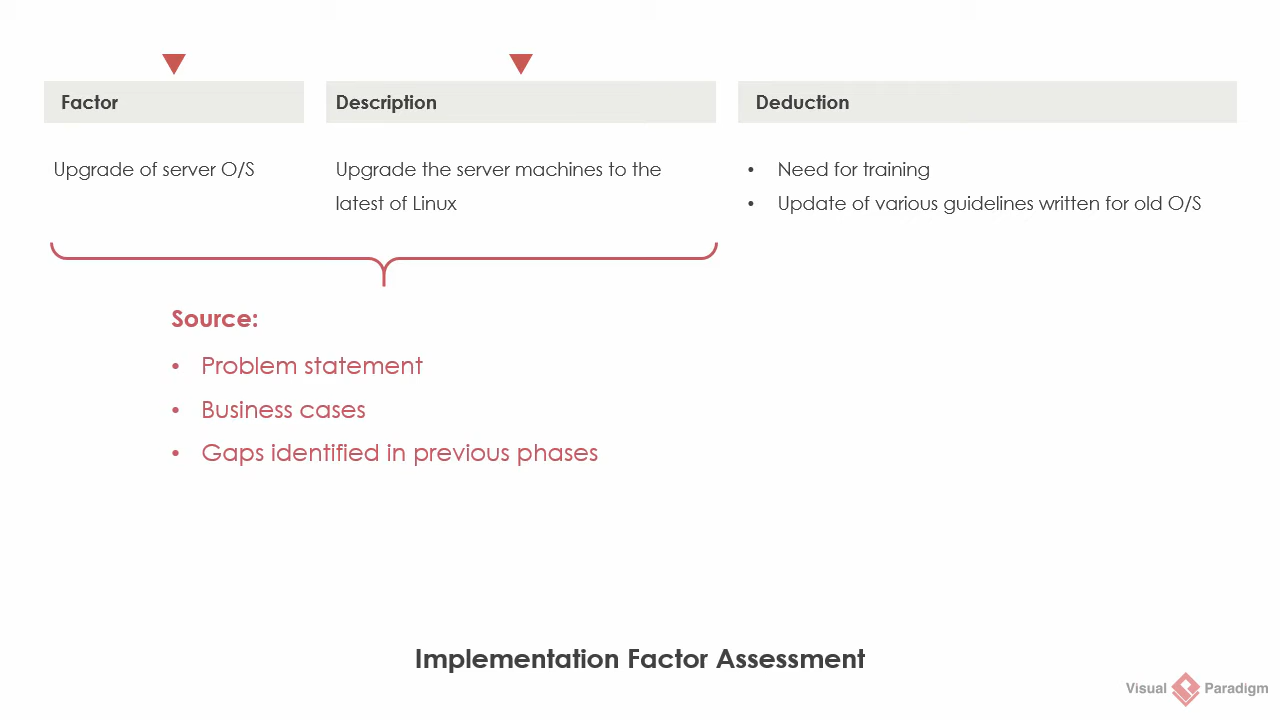 Factor Description Deduction
Upgrade of server O/S Upgrade the server machines to the • Need for training
latest of Linux • Update of various guidelines written for old O/S
Source:
• Problem statement
• Business cases
• Gaps identified in previous phases
Implementation Factor Assessment
Visual Paradigm